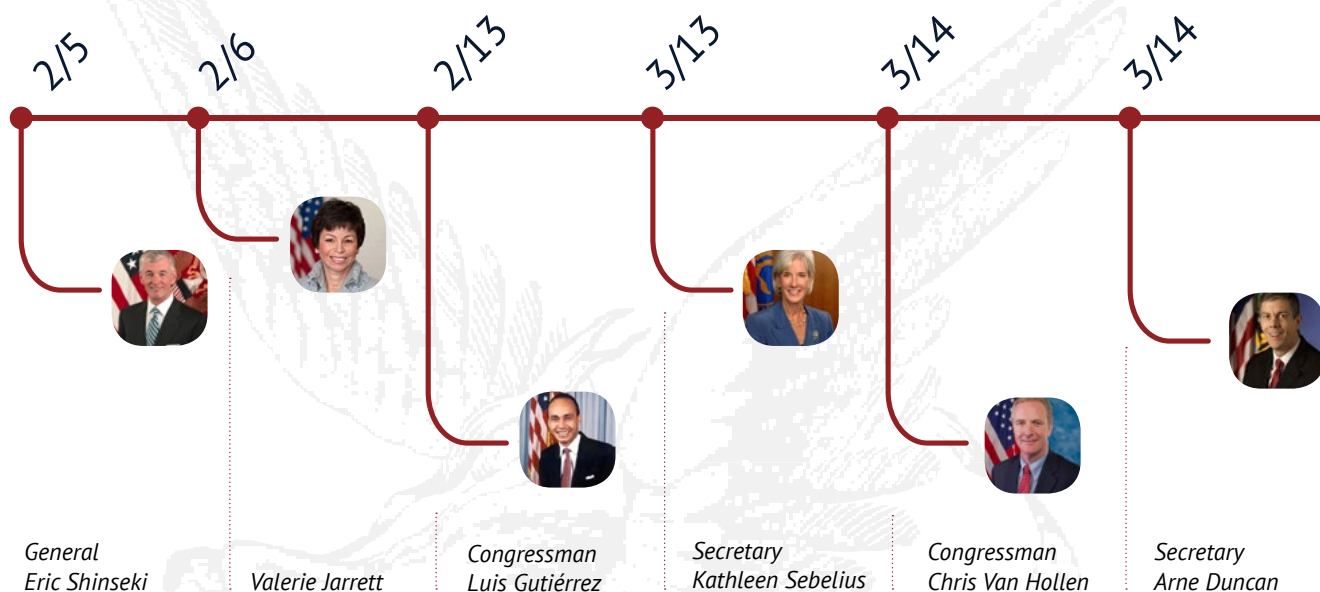 2/5
2/6
2/13
3/13
3/14
3/14
General
Eric Shinseki
Valerie Jarrett
Congressman
Luis Gutiérrez
Secretary
Kathleen Sebelius
Congressman
Chris Van Hollen
Secretary
Arne Duncan